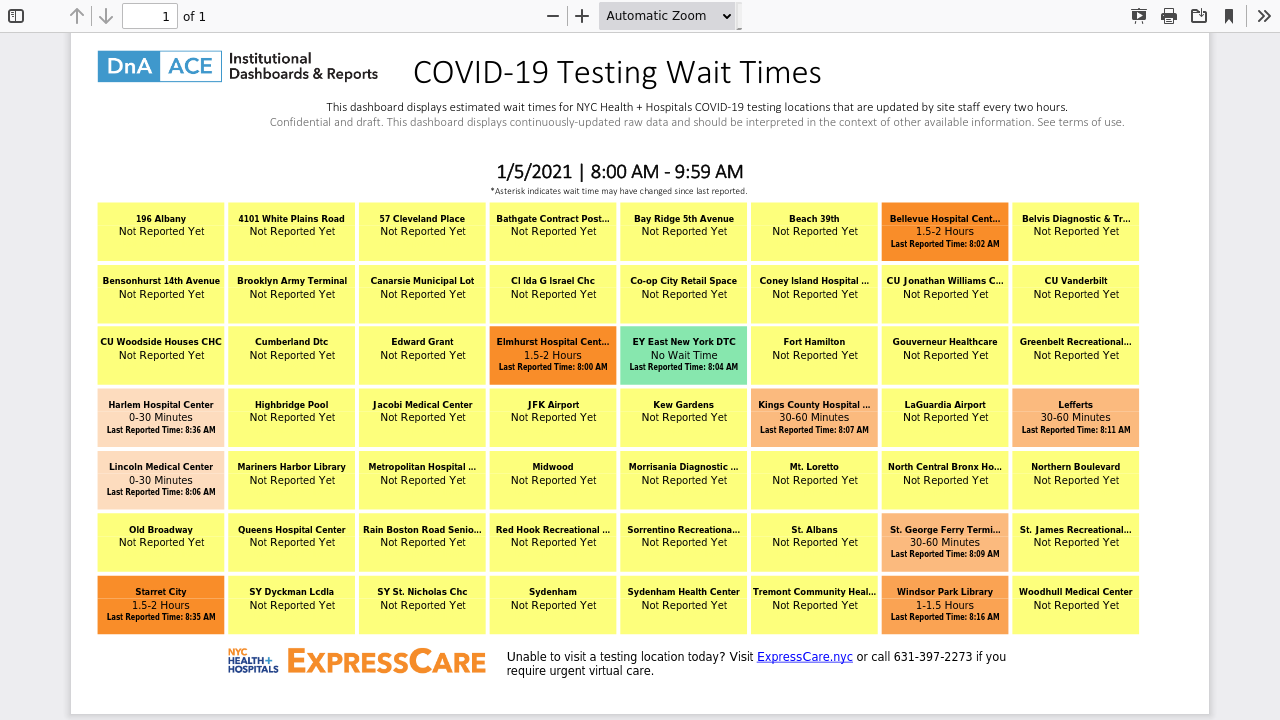 1 of 1 Automatic Zoom
DnA ACE Institutional
Dashboards & Reports
COVID-19 Testing Wait Times
This dashboard displays estimated wait times for NYC Health + Hospitals COVID-19 testing locations that are updated by site staff every two hours.
Confidential and draft. This dashboard displays continuously-updated raw data and should be interpreted in the context of other available information. See terms of use.
1/5/2021 | 8:00 AM - 9:59 AM
*Asterisk indicates wait time may have changed since last reported.
196 Albany 4101 White Plains Road 57 Cleveland Place Bathgate Contract Post... Bay Ridge 5th Avenue Beach 39th Bellevue Hospital Cent... Belvis Diagnostic & Tr...
Not Reported Yet Not Reported Yet Not Reported Yet Not Reported Yet Not Reported Yet Not Reported Yet 1.5-2 Hours Not Reported Yet
Last Reported Time: 8:02 AM
Bensonhurst 14th Avenue Brooklyn Army Terminal Canarsie Municipal Lot CI Ida G Israel Chc Co-op City Retail Space Coney Island Hospital ... CU Jonathan Williams C... CU Vanderbilt
Not Reported Yet Not Reported Yet Not Reported Yet Not Reported Yet Not Reported Yet Not Reported Yet Not Reported Yet Not Reported Yet
CU Woodside Houses CHC Cumberland Dtc Edward Grant Elmhurst Hospital Cent... EY East New York DTC Fort Hamilton Gouverneur Healthcare Greenbelt Recreational...
Not Reported Yet Not Reported Yet Not Reported Yet 1.5-2 Hours No Wait Time Not Reported Yet Not Reported Yet Not Reported Yet
Last Reported Time: 8:00 AM Last Reported Time: 8:04 AM
Harlem Hospital Center Highbridge Pool Jacobi Medical Center JFK Airport Kew Gardens Kings County Hospital ... LaGuardia Airport Lefferts
0-30 Minutes Not Reported Yet Not Reported Yet Not Reported Yet Not Reported Yet 30-60 Minutes Not Reported Yet 30-60 Minutes
Last Reported Time: 8:36 AM Last Reported Time: 8:07 AM Last Reported Time: 8:11 AM
Lincoln Medical Center Mariners Harbor Library Metropolitan Hospital ... Midwood Morrisania Diagnostic ... Mt. Loretto North Central Bronx Ho... Northern Boulevard
0-30 Minutes Not Reported Yet Not Reported Yet Not Reported Yet Not Reported Yet Not Reported Yet Not Reported Yet Not Reported Yet
Last Reported Time: 8:06 AM
Old Broadway Queens Hospital Center Rain Boston Road Senio... Red Hook Recreational ... Sorrentino Recreationa... St. Albans St. George Ferry Termi... St. James Recreational...
Not Reported Yet Not Reported Yet Not Reported Yet Not Reported Yet Not Reported Yet Not Reported Yet 30-60 Minutes Not Reported Yet
Last Reported Time: 8:09 AM
Starret City SY Dyckman Lcdla SY St. Nicholas Chc Sydenham Sydenham Health Center Tremont Community Heal... Windsor Park Library Woodhull Medical Center
1.5-2 Hours Not Reported Yet Not Reported Yet Not Reported Yet Not Reported Yet Not Reported Yet 1-1.5 Hours Not Reported Yet
Last Reported Time: 8:35 AM Last Reported Time: 8:16 AM
NYC
HEALTH+
HOSPITALS
EXPRESSCARE
Unable to visit a testing location today? Visit ExpressCare.nyc or call 631-397-2273 if you
require urgent virtual care.